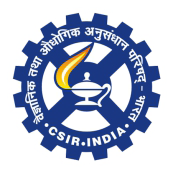 वैज्ञानिक तथा औद्योगिक अनुसंधान परिषद - भारत
•CSIR•INDIA•